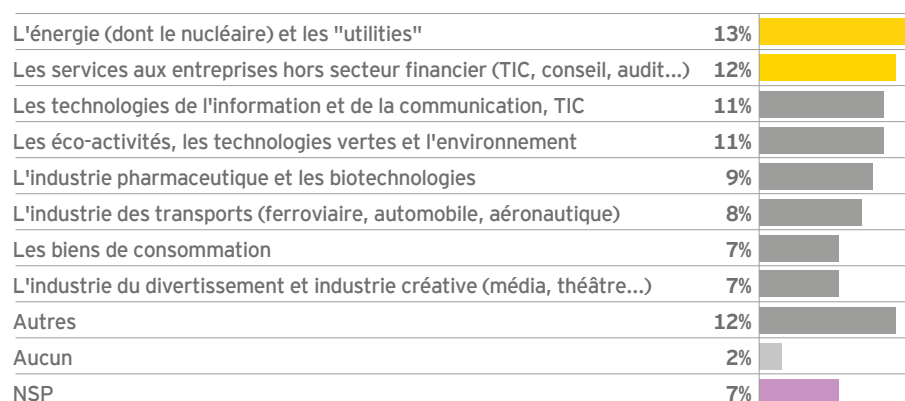 L'énergie (dont le nucléaire) et les "utilities" 13%
Les services aux entreprises hors secteur financier (TIC, conseil, audit...) 12%
Les technologies de l'information et de la communication, TIC 11%
Les éco-activités, les technologies vertes et l'environnement 11%
L'industrie pharmaceutique et les biotechnologies 9%
L'industrie des transports (ferroviaire, automobile, aéronautique) 8%
Les biens de consommation 7%
L'industrie du divertissement et industrie créative (média, théâtre...) 7%
Autres 12%
Aucun 2%
NSP 7%